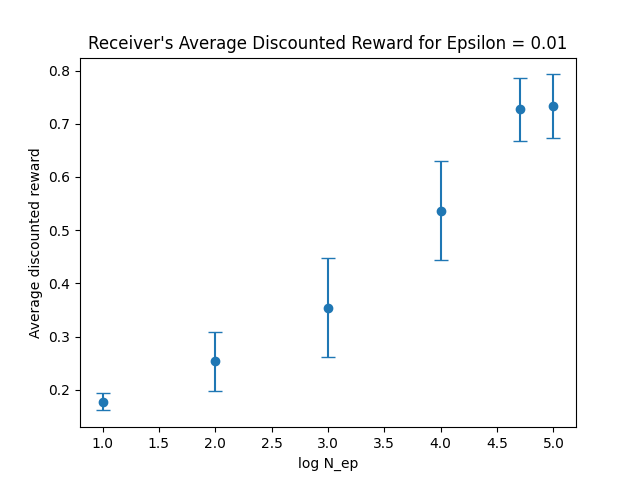 Receiver's Average Discounted Reward for Epsilon = 0.01
Average discounted reward
0.8
0.7
0.6
0.5
0.4
0.3
0.2
1.0 1.5 2.0 2.5 3.0 3.5 4.0 4.5 5.0
log N_ep